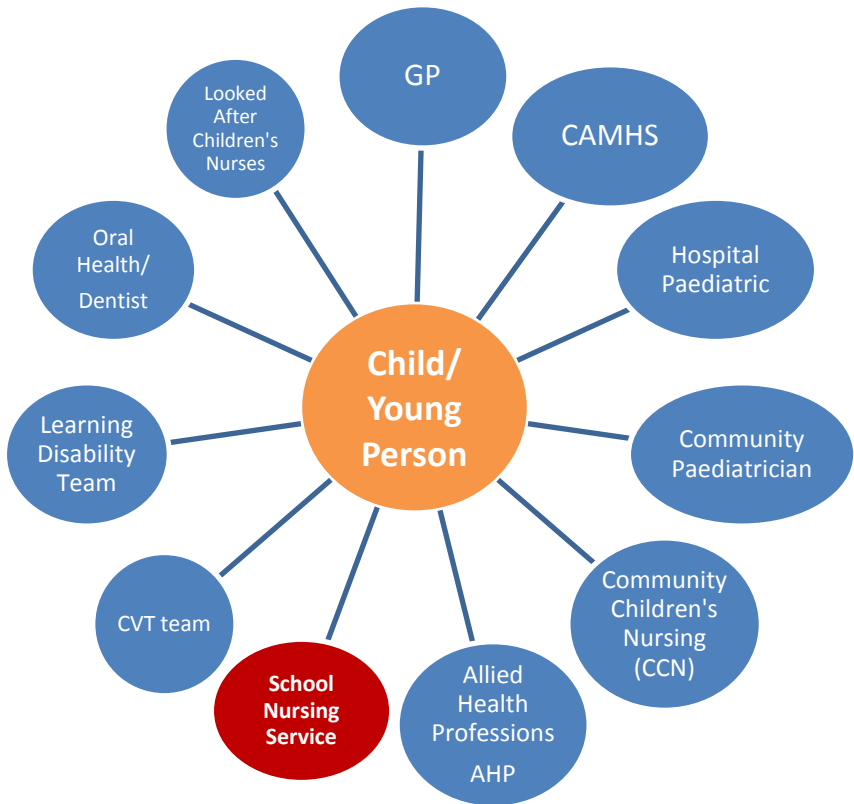 GP
CAMHS
Hospital
Paediatric
Community
Paediatrician
Community
Children's
Nursing
(CCN)
Allied
Health
Professions
AHP
School
Nursing
Service
CVT team
Learning
Disability
Team
Oral
Health/
Dentist
Looked
After
Children's
Nurses
Child/
Young
Person